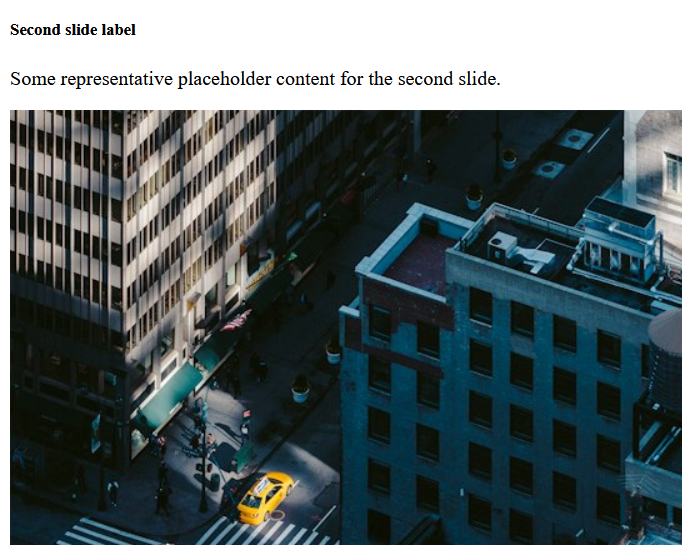 Second slide label
Some representative placeholder content for the second slide.